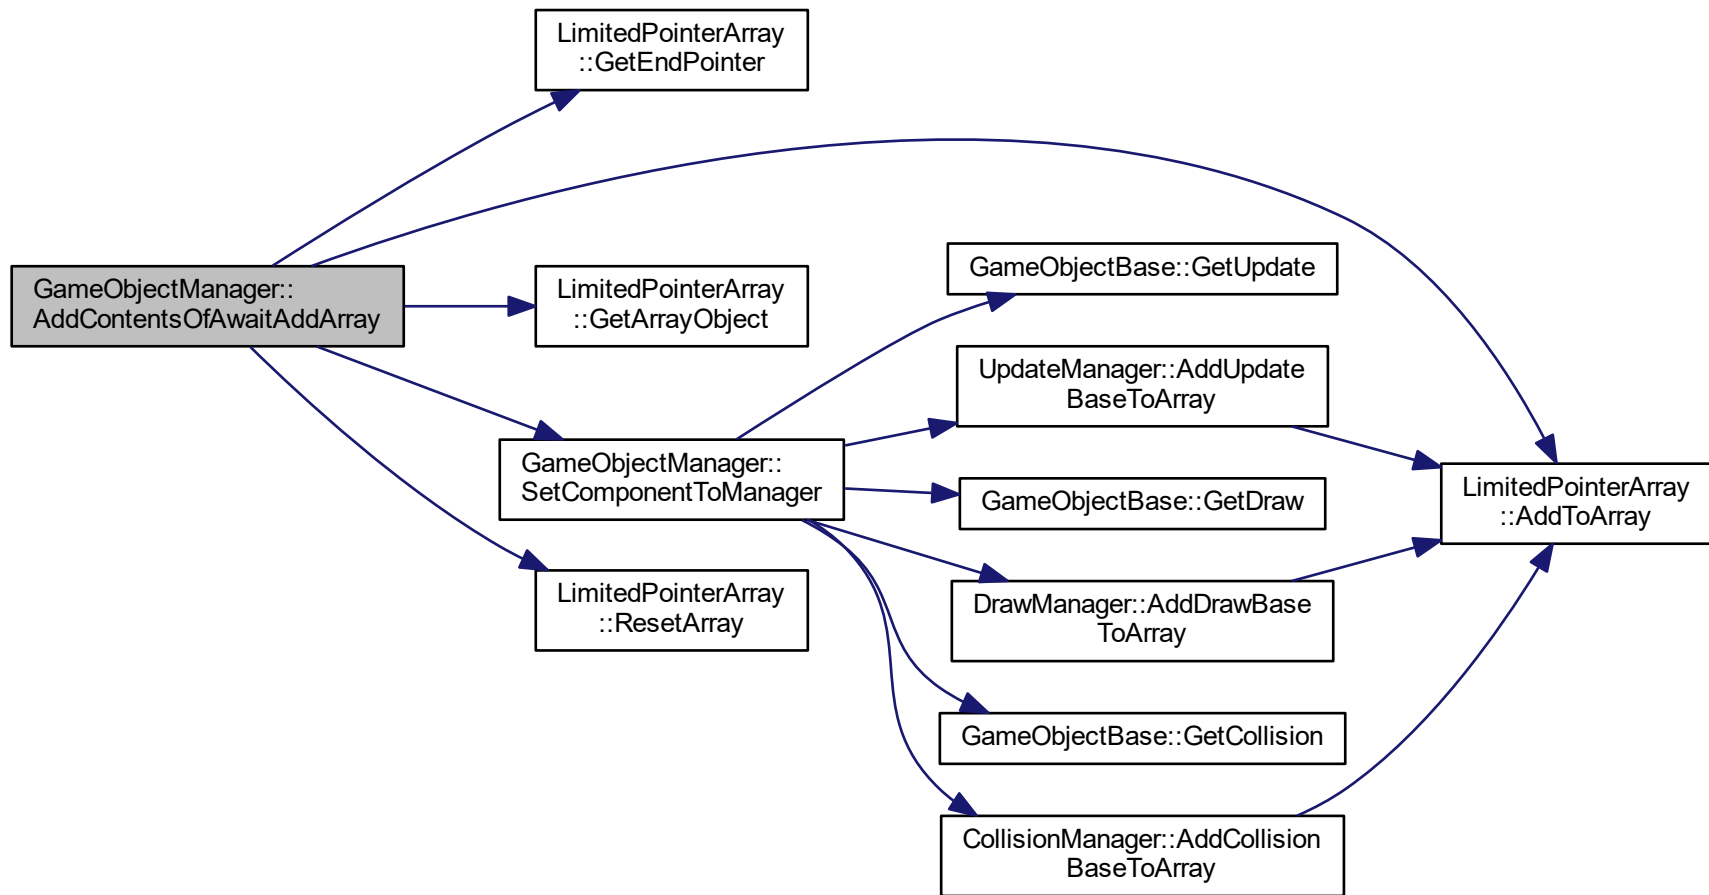 LimitedPointerArray
::GetEndPointer
GameObjectManager::
AddContentsOfAwaitAddArray
LimitedPointerArray
::GetArrayObject
GameObjectManager::
SetComponentToManager
LimitedPointerArray
::ResetArray
GameObjectBase::GetUpdate
UpdateManager::AddUpdate
BaseToArray
GameObjectBase::GetDraw
DrawManager::AddDrawBase
ToArray
GameObjectBase::GetCollision
CollisionManager::AddCollision
BaseToArray
LimitedPointerArray
::AddToArray